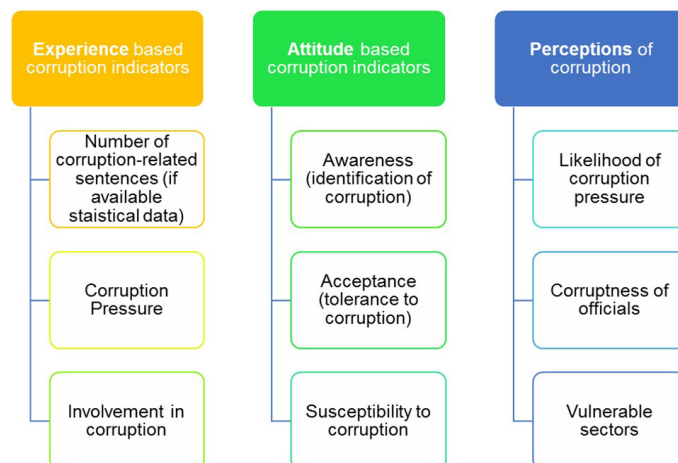 Experience based
corruption indicators
Number of
corruption-related
sentences (if
available
staistical data)
Corruption
Pressure
Involvement in
corruption
Attitude based
corruption indicators
Awareness
(identification of
corruption)
Acceptance
(tolerance to
corruption)
Susceptibility to
corruption
Perceptions of
corruption
Likelihood of
corruption
pressure
Corruptness of
officials
Vulnerable
sectors